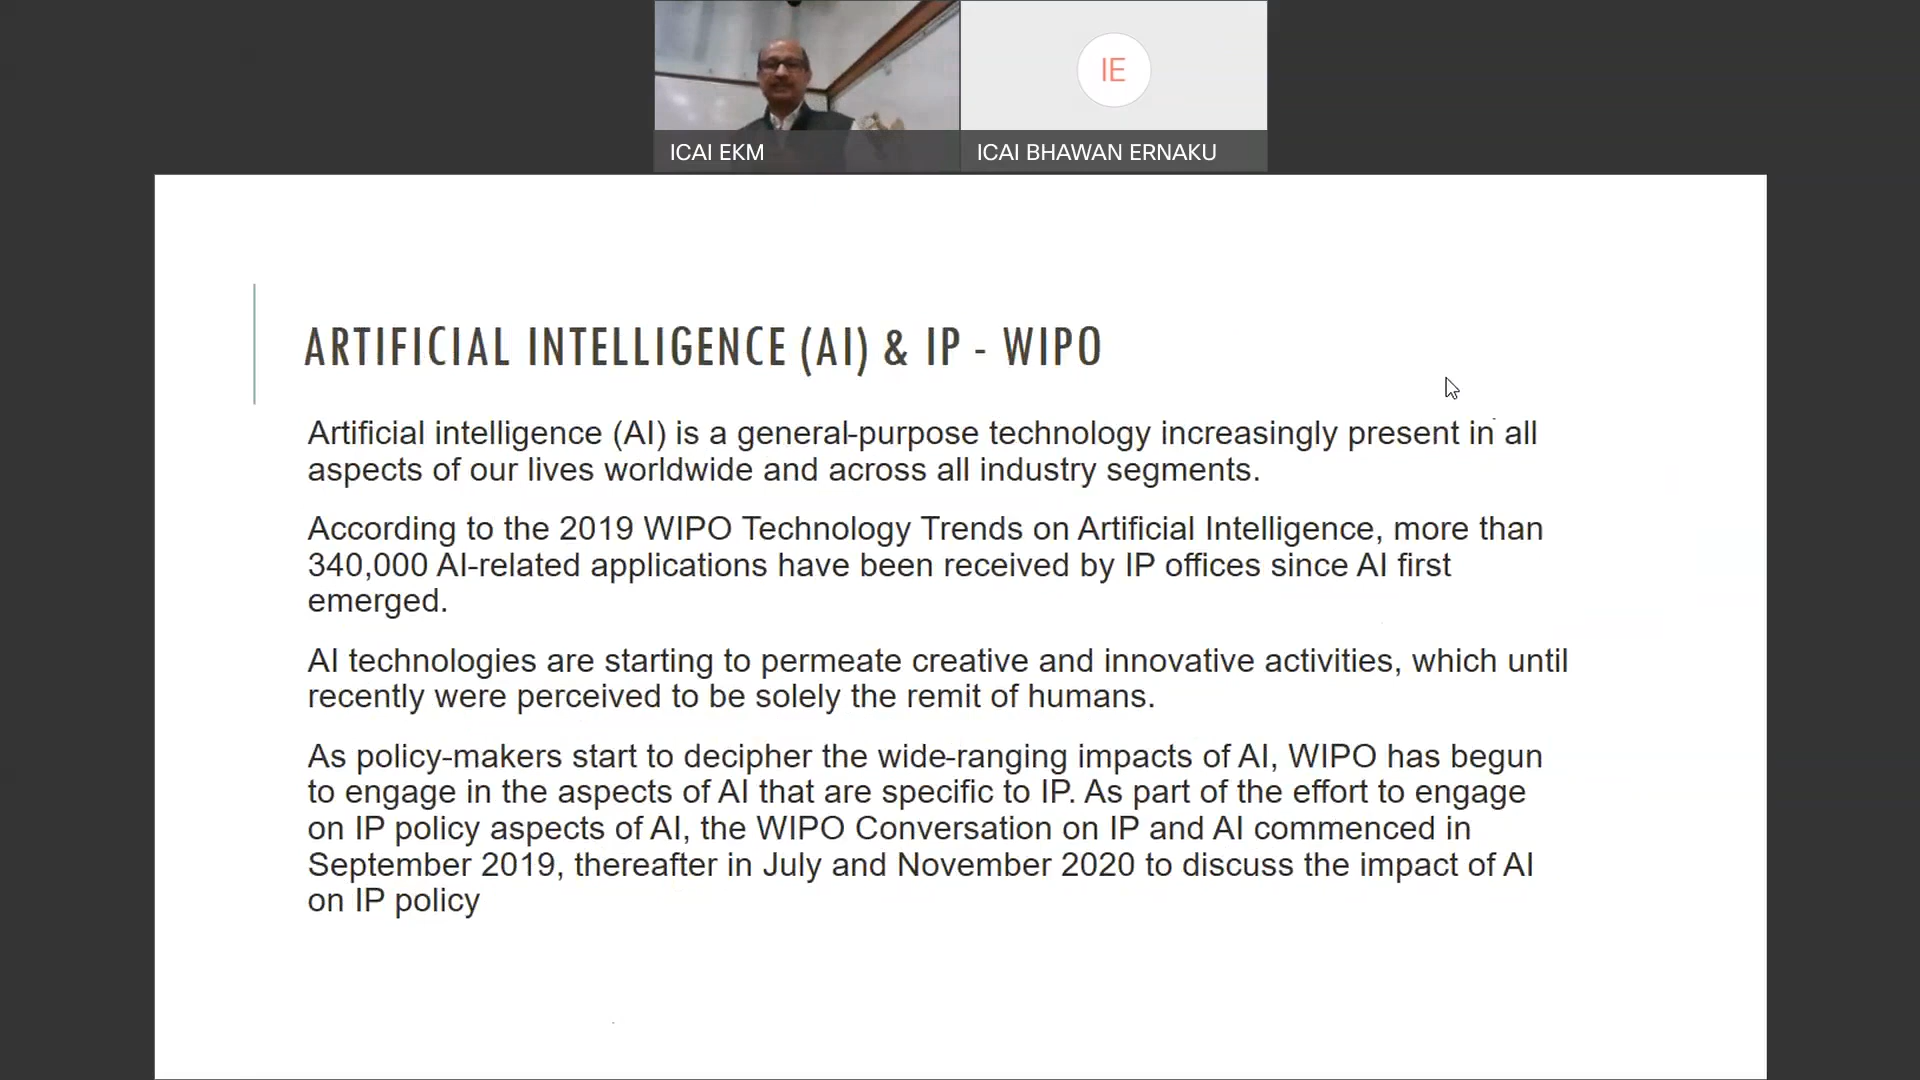 IE
ICAI EKM
ICAI BHAWAN ERNAKU
ARTIFICIAL INTELLIGENCE (AI) & IP - WIPO
Artificial intelligence (AI) is a general-purpose technology increasingly present in all
aspects of our lives worldwide and across all industry segments.
According to the 2019 WIPO Technology Trends on Artificial Intelligence, more than
340,000 AI-related applications have been received by IP offices since AI first
emerged.
AI technologies are starting to permeate creative and innovative activities, which until
recently were perceived to be solely the remit of humans.
As policy-makers start to decipher the wide-ranging impacts of AI, WIPO has begun
to engage in the aspects of AI that are specific to IP. As part of the effort to engage
on IP policy aspects of AI, the WIPO Conversation on IP and AI commenced in
September 2019, thereafter in July and November 2020 to discuss the impact of AI
on IP policy